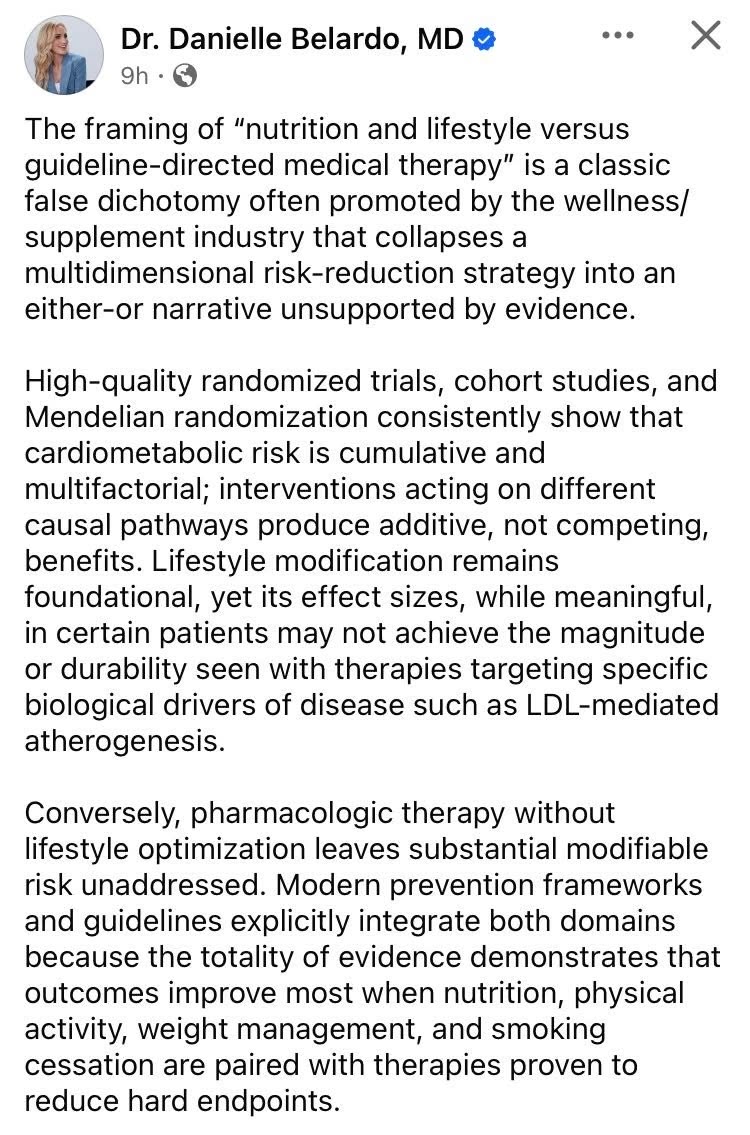 Dr. Danielle Belardo, MD
9h ·
The framing of “nutrition and lifestyle versus
guideline-directed medical therapy” is a classic
false dichotomy often promoted by the wellness/
supplement industry that collapses a
multidimensional risk-reduction strategy into an
either-or narrative unsupported by evidence.
High-quality randomized trials, cohort studies, and
Mendelian randomization consistently show that
cardiometabolic risk is cumulative and
multifactorial; interventions acting on different
causal pathways produce additive, not competing,
benefits. Lifestyle modification remains
foundational, yet its effect sizes, while meaningful,
in certain patients may not achieve the magnitude
or durability seen with therapies targeting specific
biological drivers of disease such as LDL-mediated
atherogenesis.
Conversely, pharmacologic therapy without
lifestyle optimization leaves substantial modifiable
risk unaddressed. Modern prevention frameworks
and guidelines explicitly integrate both domains
because the totality of evidence demonstrates that
outcomes improve most when nutrition, physical
activity, weight management, and smoking
cessation are paired with therapies proven to
reduce hard endpoints.